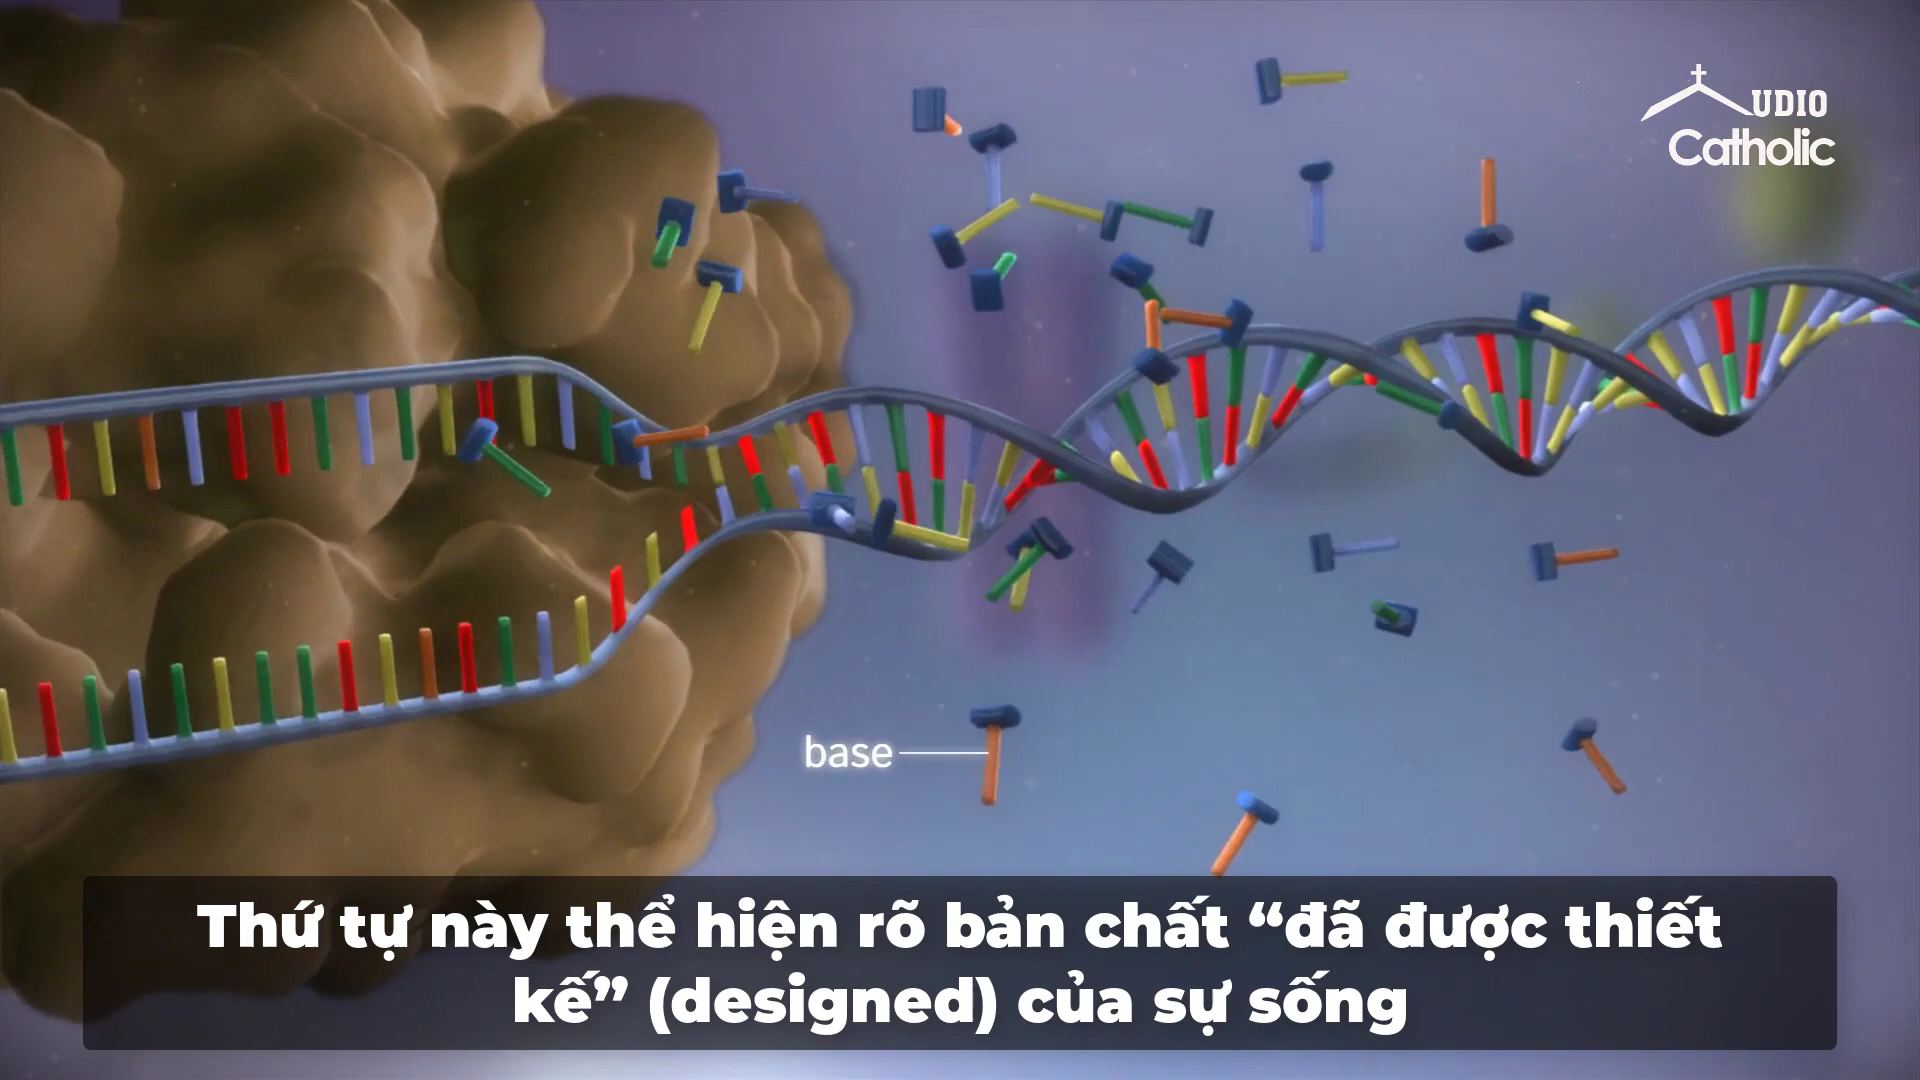 UDIO
Catholic
base
Thứ tự này thể hiện rõ bản chất “đã được thiết
kế” (designed) của sự sống